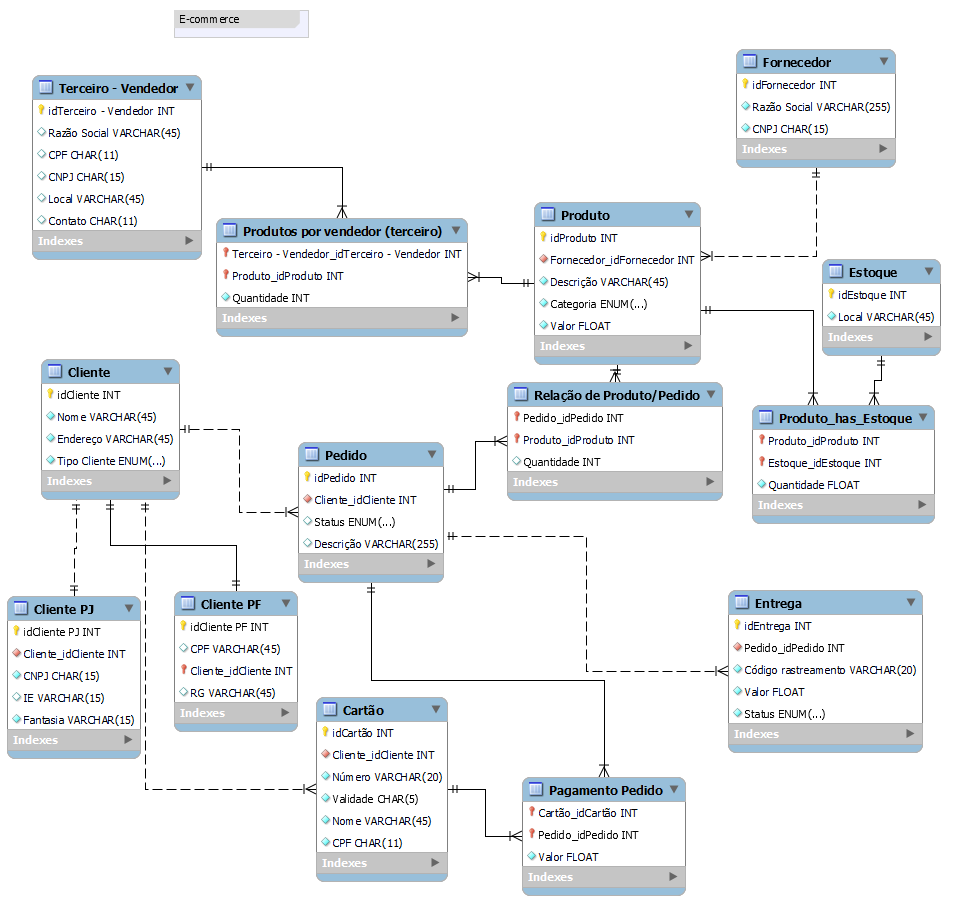 E-commerce
Terceiro - Vendedor
idTerceiro - Vendedor INT
Razão Social VARCHAR(45)
CPF CHAR(11)
CNPJ CHAR(15)
Local VARCHAR(45)
Contato CHAR(11)
Indexes
Fornecedor
idFornecedor INT
Razão Social VARCHAR(255)
CNPJ CHAR(15)
Indexes
Produtos por vendedor (terceiro)
Terceiro - Vendedor_idTerceiro - Vendedor INT
Produto_idProduto INT
Quantidade INT
Indexes
Produto
idProduto INT
Fornecedor_idFornecedor INT
Descrição VARCHAR(45)
Categoria ENUM(...)
Valor FLOAT
Indexes
Estoque
idEstoque INT
Local VARCHAR(45)
Indexes
Cliente
idCliente INT
Nome VARCHAR(45)
Endereço VARCHAR(45)
Tipo Cliente ENUM(...)
Indexes
Pedido
idPedido INT
Cliente_idCliente INT
Status ENUM(...)
Descrição VARCHAR(255)
Indexes
Relação de Produto/Pedido
Pedido_idPedido INT
Produto_idProduto INT
Quantidade INT
Indexes
Produto_has_Estoque
Produto_idProduto INT
Estoque_idEstoque INT
Quantidade FLOAT
Indexes
Cliente PJ
idCliente PJ INT
Cliente_idCliente INT
CNPJ CHAR(15)
IE VARCHAR(15)
Fantasia VARCHAR(15)
Indexes
Cliente PF
idCliente PF INT
CPF VARCHAR(45)
Cliente_idCliente INT
RG VARCHAR(45)
Indexes
Entrega
idEntrega INT
Pedido_idPedido INT
Código rastreamento VARCHAR(20)
Valor FLOAT
Status ENUM(...)
Indexes
Cartão
idCartão INT
Cliente_idCliente INT
Número VARCHAR(20)
Validade CHAR(5)
Nome VARCHAR(45)
CPF CHAR(11)
Indexes
Pagamento Pedido
Cartão_idCartão INT
Pedido_idPedido INT
Valor FLOAT
Indexes